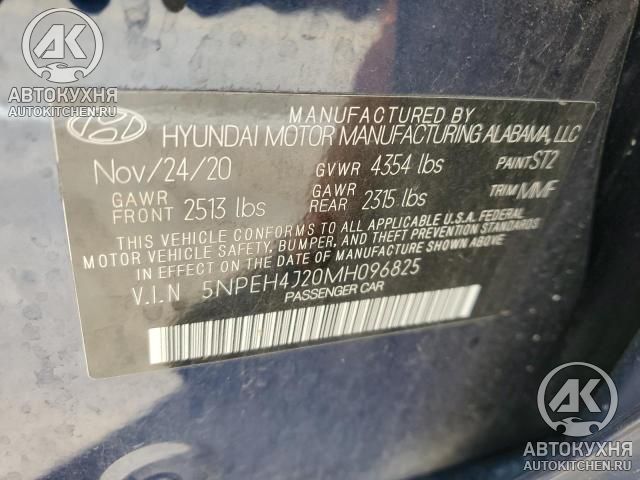 АВТОКУХНЯ
AUTOKITCHEN.RU
MANUFACTURED BY
HYUNDAI MOTOR MANUFACTURING ALABAMA, LLC
Nov/24/20 GVWR 4354 lbs PAINT ST2
GAWR FRONT 2513 lbs GAWR REAR 2315 lbs TRIM MMF
THIS VEHICLE CONFORMS TO ALL APPLICABLE U.S.A. FEDERAL
MOTOR VEHICLE SAFETY, BUMPER, AND THEFT PREVENTION STANDARDS
IN EFFECT ON THE DATE OF MANUFACTURE SHOWN ABOVE
V.I.N 5NPEH4J20MH096825
PASSENGER CAR
АВТОКУХНЯ
AUTOKITCHEN.RU